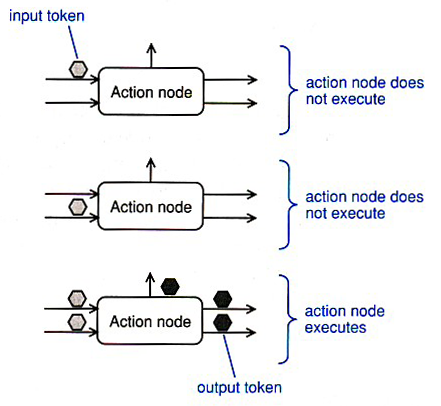 input token
Action node
action node does
not execute
Action node
action node does
not execute
Action node
action node
executes
output token